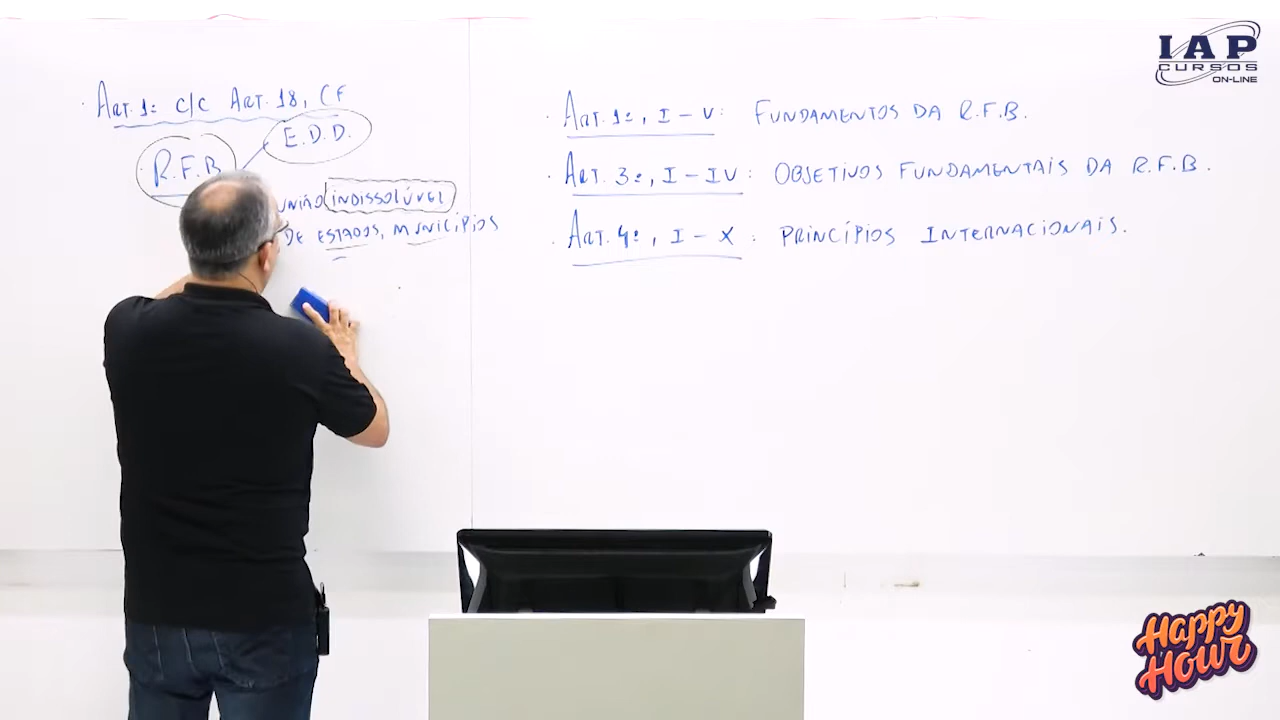 Art. 1º c/c Art. 18, CF
E.D.D.
R.F.B
União indissolúvel
de Estados, Municípios
· Art. 1º, I - V: Fundamentos da R.F.B.
· Art. 3º, I - IV: Objetivos Fundamentais da R.F.B.
· Art. 4º, I - X: Princípios Internacionais.
IAP
CURSOS
ON-LINE
Happy
Hour